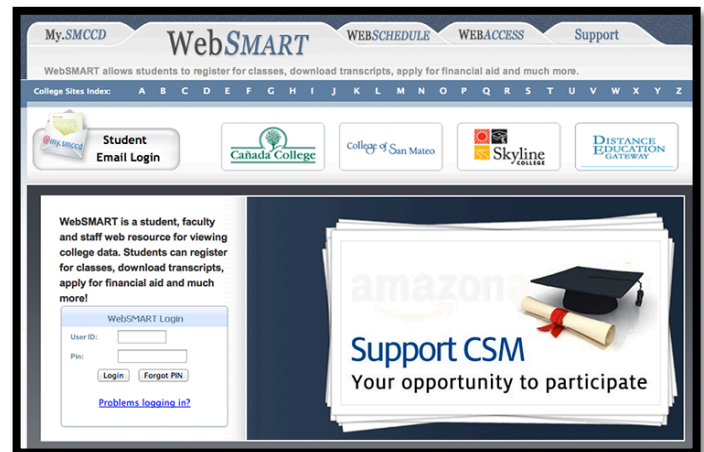 My.SMCCD
WebSMART
WEBSCHEDULE
WEBACCESS
Support
WebSMART allows students to register for classes, download transcripts, apply for financial aid and much more.
College Sites Index: A B C D E F G H I J K L M N O P Q R S T U V W X Y Z
@my.smccd
Student
Email Login
Cañada College
College of San Mateo
Skyline
COLLEGE
DISTANCE
EDUCATION
GATEWAY
WebSMART is a student, faculty
and staff web resource for viewing
college data. Students can register
for classes, download transcripts,
apply for financial aid and much
more!
WebSMART Login
User ID:
Pin:
Login Forgot PIN
Problems logging in?
Support CSM
Your opportunity to participate